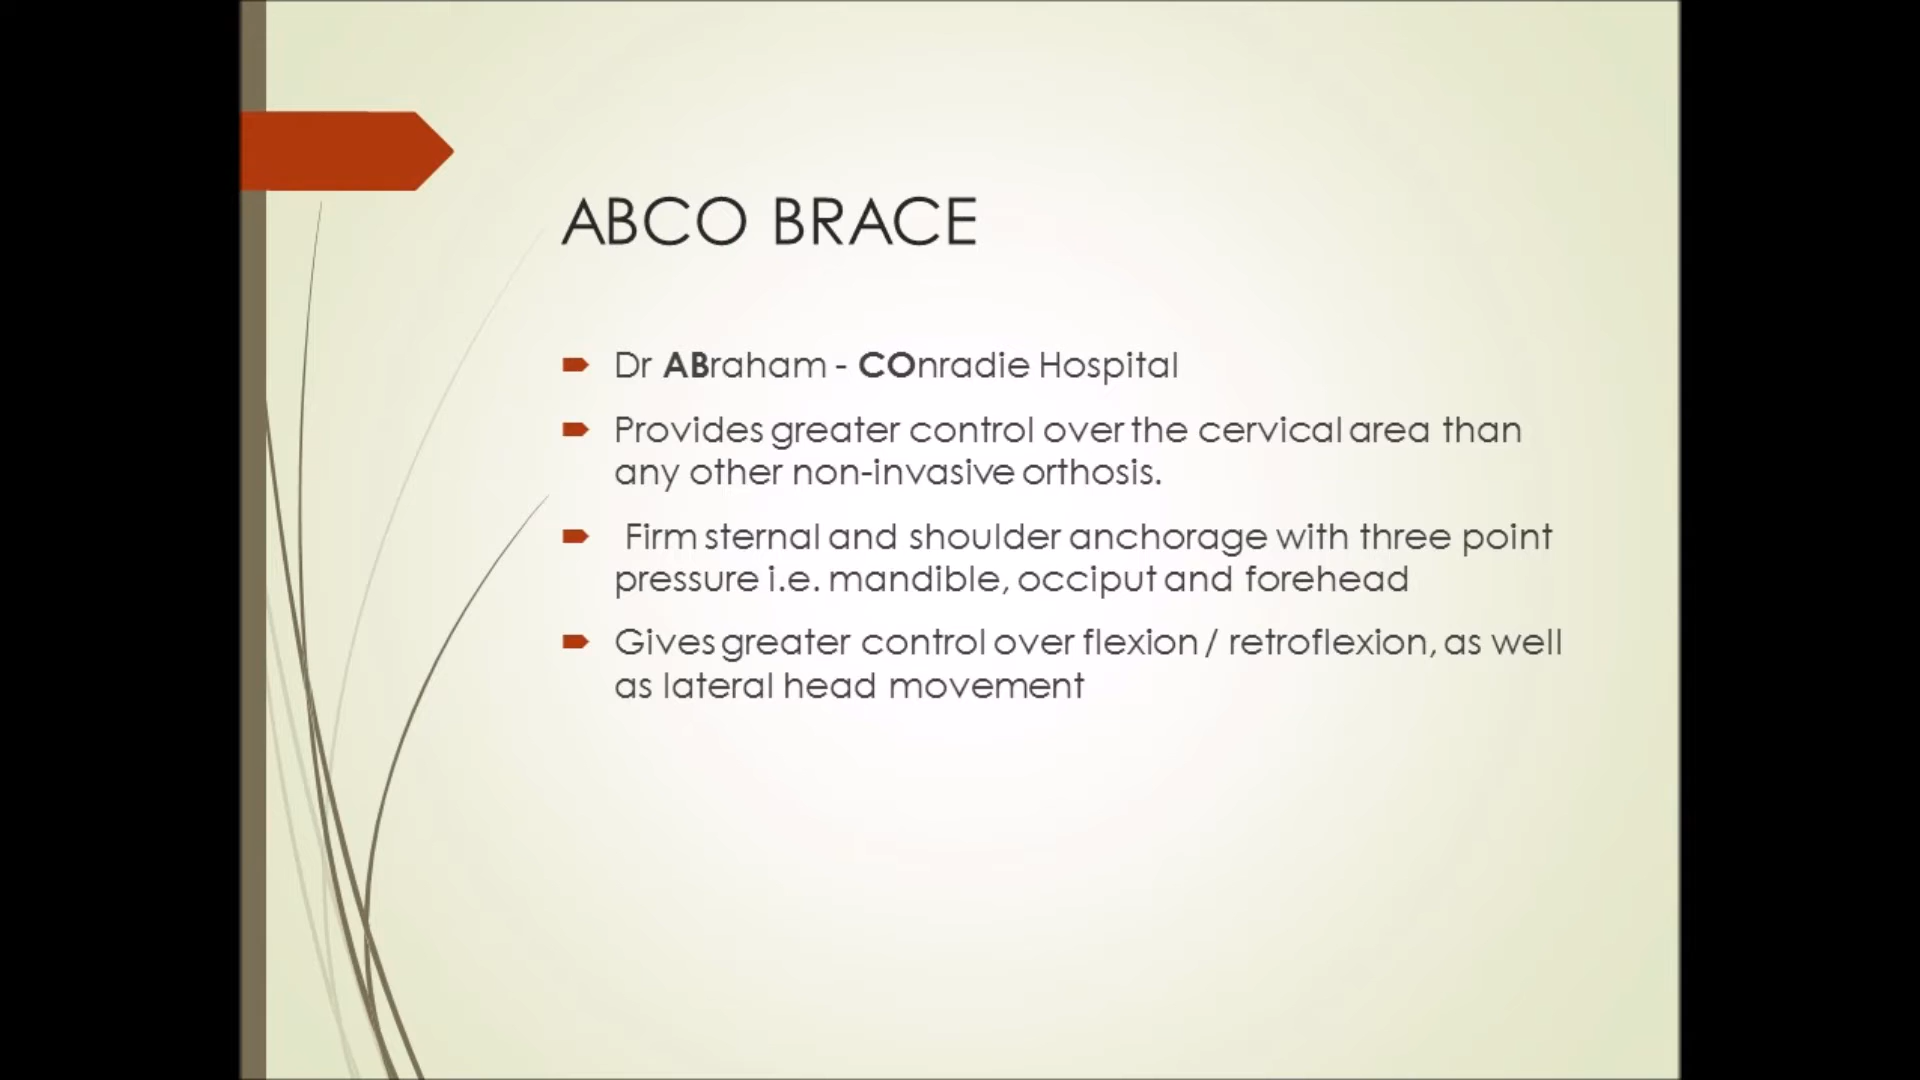 ABCO BRACE
Dr ABraham - COnradie Hospital
Provides greater control over the cervical area than
any other non-invasive orthosis.
Firm sternal and shoulder anchorage with three point
pressure i.e. mandible, occiput and forehead
Gives greater control over flexion / retroflexion, as well
as lateral head movement